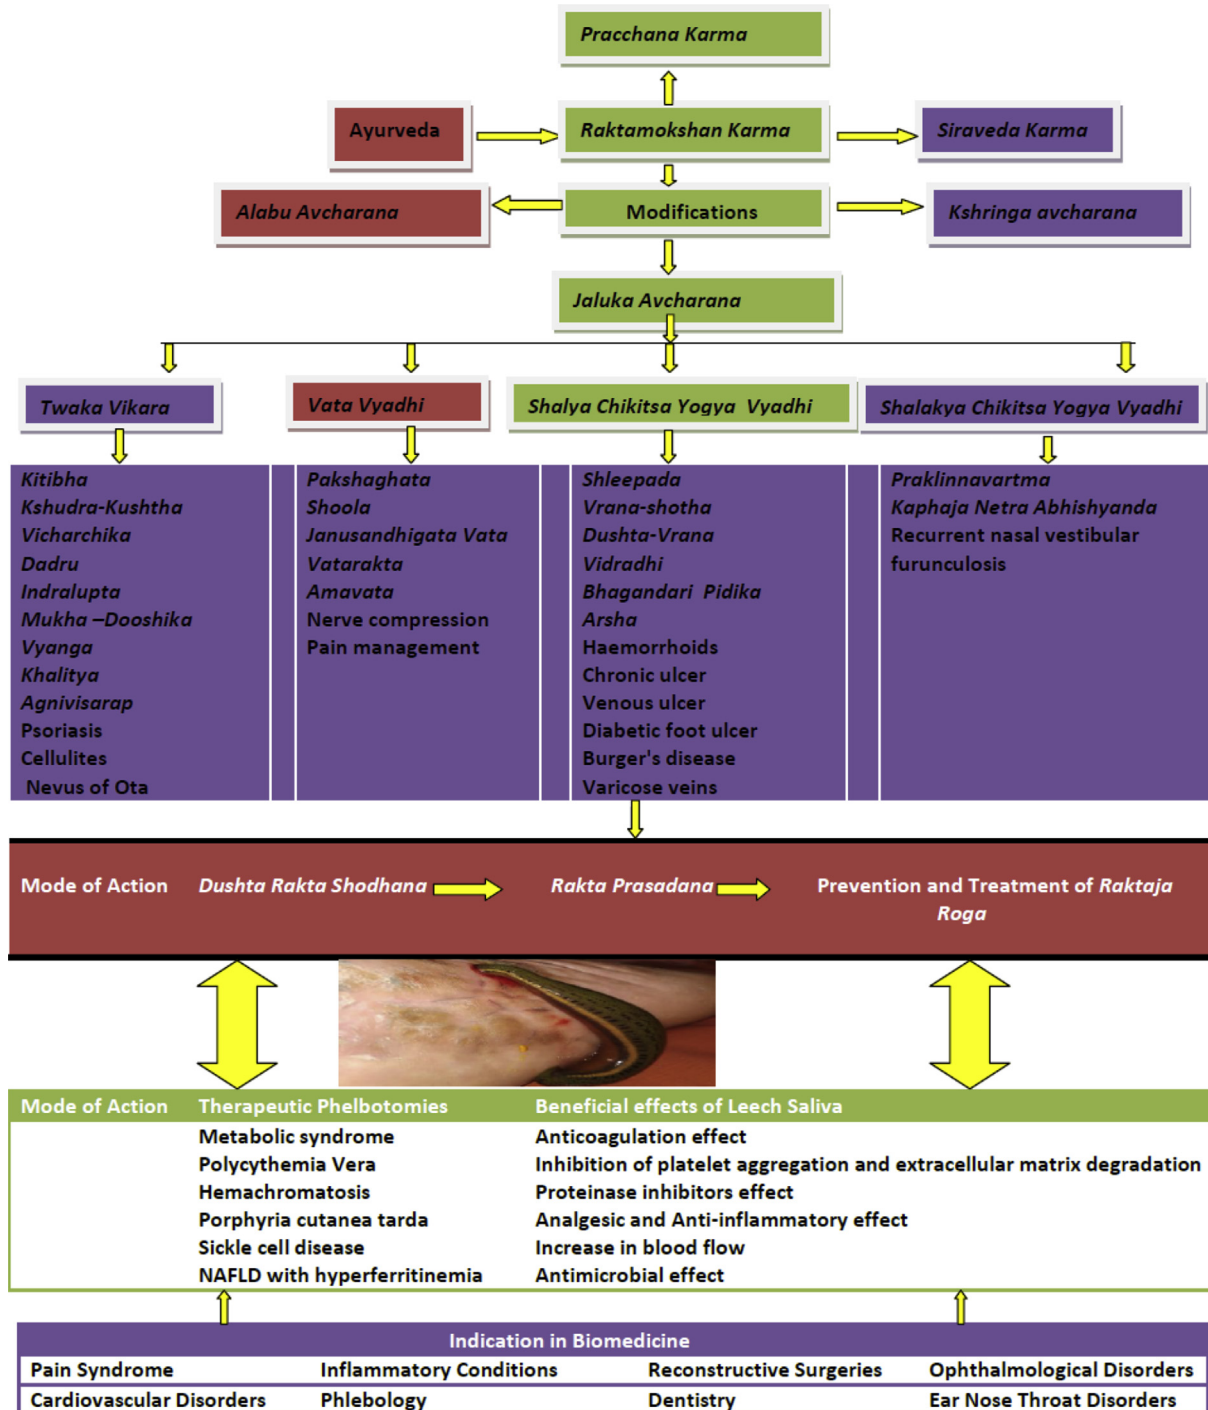 Pracchana Karma
Ayurveda
Raktamokshan Karma
Siraveda Karma
Alabu Avcharana
Modifications
Kshringa avcharana
Jaluka Avcharana
Twaka Vikara
Vata Vyadhi
Shalya Chikitsa Yogya Vyadhi
Shalakya Chikitsa Yogya Vyadhi
Kitibha
Kshudra-Kushtha
Vicharchika
Dadru
Indralupta
Mukha –Dooshika
Vyanga
Khalitya
Agnivisarap
Psoriasis
Cellulites
Nevus of Ota
Pakshaghata
Shoola
Janusandhigata Vata
Vatarakta
Amavata
Nerve compression
Pain management
Shleepada
Vrana-shotha
Dushta-Vrana
Vidradhi
Bhagandari Pidika
Arsha
Haemorrhoids
Chronic ulcer
Venous ulcer
Diabetic foot ulcer
Burger's disease
Varicose veins
Praklinnavartma
Kaphaja Netra Abhishyanda
Recurrent nasal vestibular
furunculosis
Mode of Action Dushta Rakta Shodhana Rakta Prasadana Prevention and Treatment of Raktaja
Roga
Mode of Action Therapeutic Phelbotomies Beneficial effects of Leech Saliva
Metabolic syndrome Anticoagulation effect
Polycythemia Vera Inhibition of platelet aggregation and extracellular matrix degradation
Hemachromatosis Proteinase inhibitors effect
Porphyria cutanea tarda Analgesic and Anti-inflammatory effect
Sickle cell disease Increase in blood flow
NAFLD with hyperferritinemia Antimicrobial effect
Indication in Biomedicine
Pain Syndrome Inflammatory Conditions Reconstructive Surgeries Ophthalmological Disorders
Cardiovascular Disorders Phlebology Dentistry Ear Nose Throat Disorders